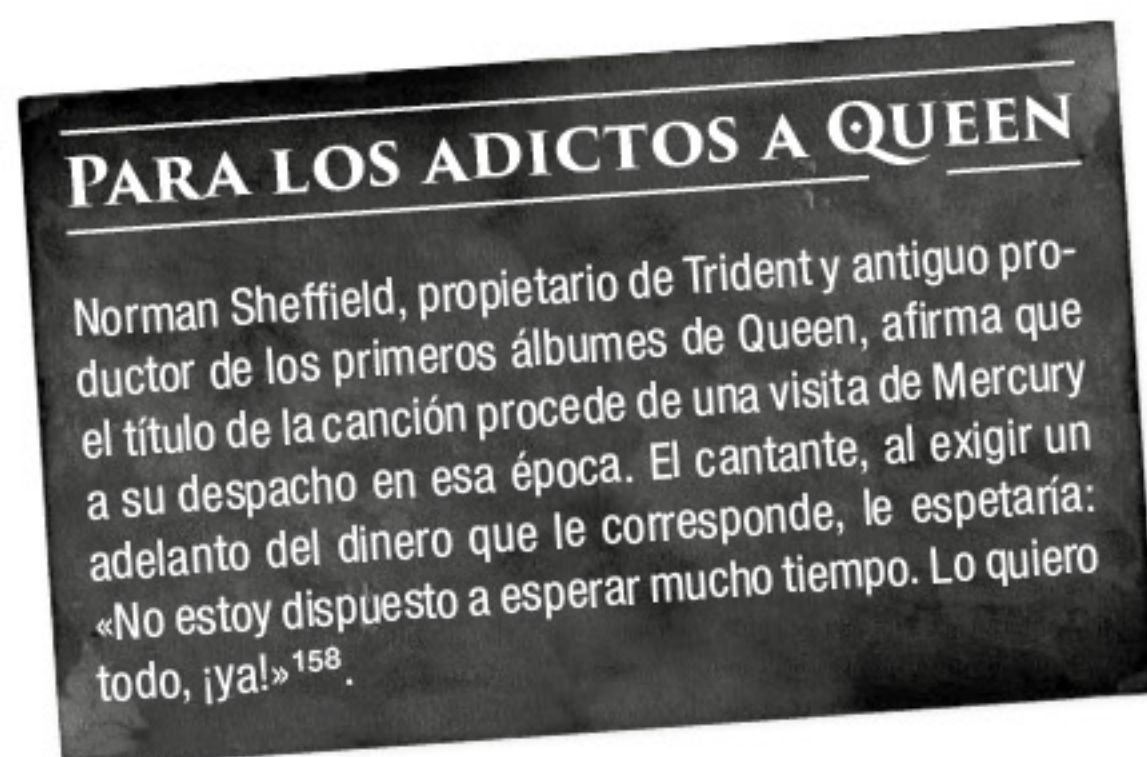 PARA LOS ADICTOS A QUEEN
Norman Sheffield, propietario de Trident y antiguo pro-
ductor de los primeros álbumes de Queen, afirma que
el título de la canción procede de una visita de Mercury
a su despacho en esa época. El cantante, al exigir un
adelanto del dinero que le corresponde, le espetaría:
«No estoy dispuesto a esperar mucho tiempo. Lo quiero
todo, ¡ya!»158.